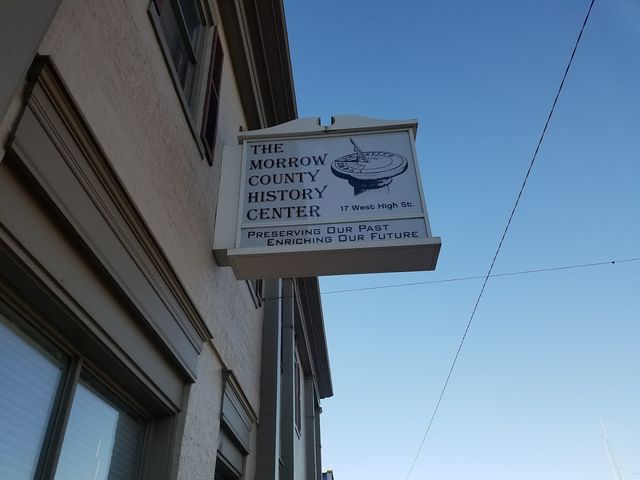 THE
MORROW
COUNTY
HISTORY
CENTER
17 West High St.
PRESERVING OUR PAST
ENRICHING OUR FUTURE